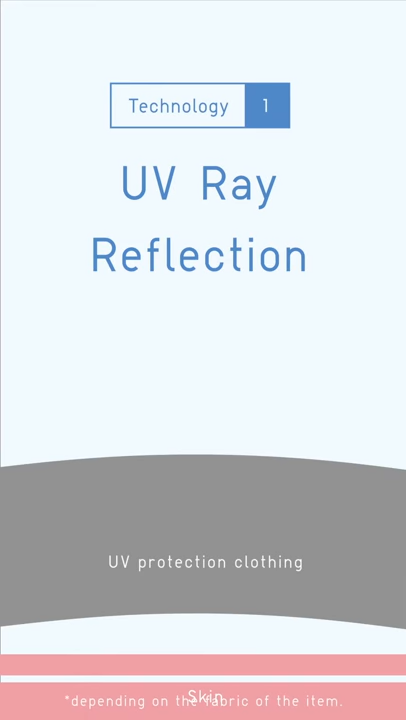 Technology 1
UV Ray
Reflection
UV protection clothing
Skin
*depending on the fabric of the item.